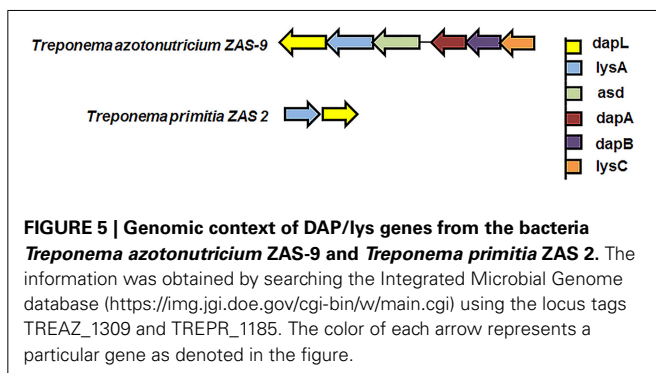 Treponema azotonutricium ZAS-9
Treponema primitia ZAS 2
dapL
lysA
asd
dapA
dapB
lysC
FIGURE 5 | Genomic context of DAP/lys genes from the bacteria
Treponema azotonutricium ZAS-9 and Treponema primitia ZAS 2. The
information was obtained by searching the Integrated Microbial Genome
database (https://img.jgi.doe.gov/cgi-bin/w/main.cgi) using the locus tags
TREAZ_1309 and TREPR_1185. The color of each arrow represents a
particular gene as denoted in the figure.